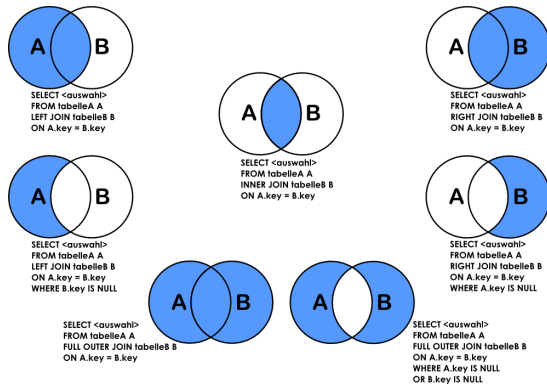 A B
SELECT <auswahl>
FROM tabelleA A
LEFT JOIN tabelleB B
ON A.key = B.key
A B
SELECT <auswahl>
FROM tabelleA A
RIGHT JOIN tabelleB B
ON A.key = B.key
A B
SELECT <auswahl>
FROM tabelleA A
INNER JOIN tabelleB B
ON A.key = B.key
A B
SELECT <auswahl>
FROM tabelleA A
LEFT JOIN tabelleB B
ON A.key = B.key
WHERE B.key IS NULL
A B
SELECT <auswahl>
FROM tabelleA A
RIGHT JOIN tabelleB B
ON A.key = B.key
WHERE A.key IS NULL
A B
SELECT <auswahl>
FROM tabelleA A
FULL OUTER JOIN tabelleB B
ON A.key = B.key
A B
SELECT <auswahl>
FROM tabelleA A
FULL OUTER JOIN tabelleB B
ON A.key = B.key
WHERE A.key IS NULL
OR B.key IS NULL